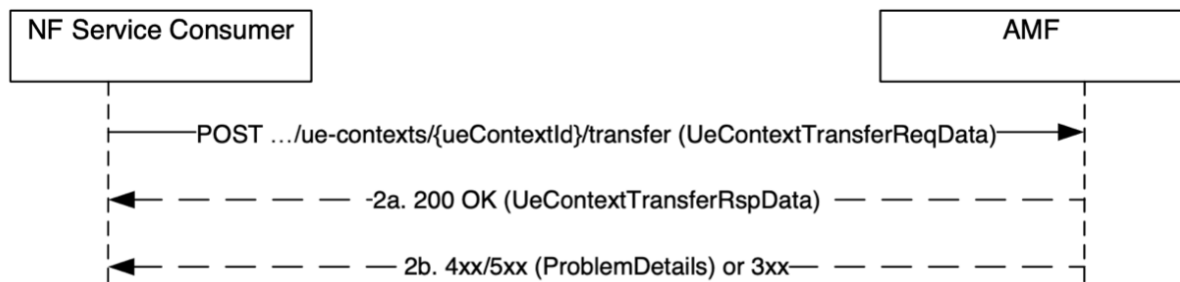 NF Service Consumer
AMF
POST …/ue-contexts/{ueContextId}/transfer (UeContextTransferReqData)
-2a. 200 OK (UeContextTransferRspData)
2b. 4xx/5xx (ProblemDetails) or 3xx